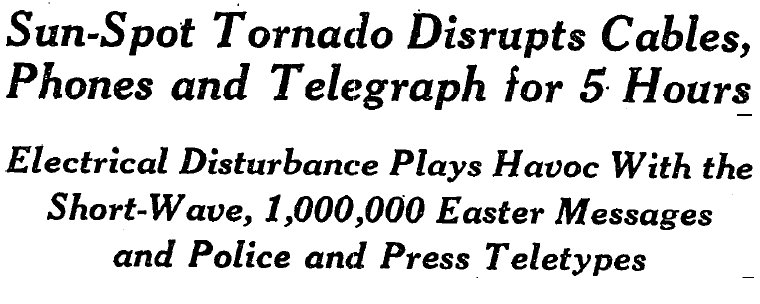 Sun-Spot Tornado Disrupts Cables,
Phones and Telegraph for 5 Hours
Electrical Disturbance Plays Havoc With the
Short-Wave, 1,000,000 Easter Messages
and Police and Press Teletypes